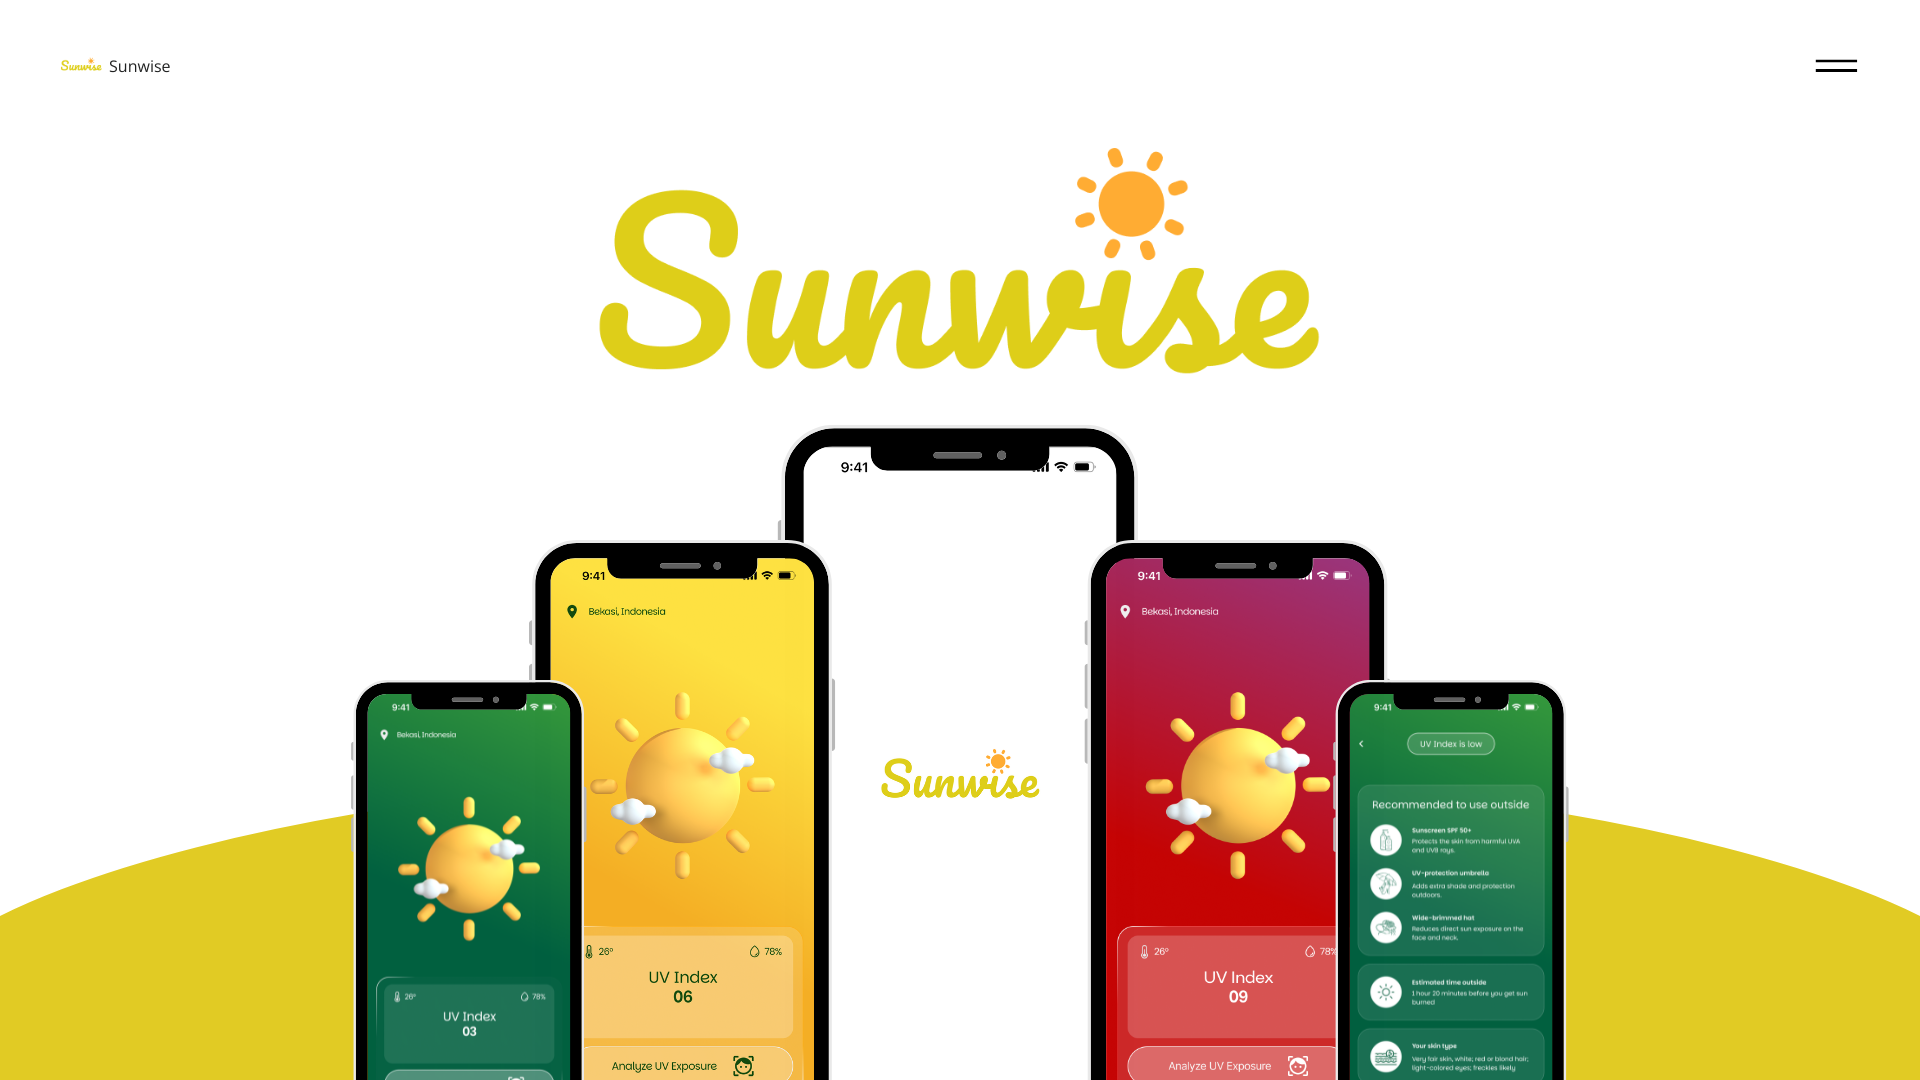 Sunwise Sunwise
Sunwise
9:41
Sunwise
9:41
Bekasi, Indonesia
26°
78%
UV Index
06
Analyze UV Exposure
9:41
Bekasi, Indonesia
26°
78%
UV Index
09
Analyze UV Exposure
9:41
Bekasi, Indonesia
26°
78%
UV Index
03
9:41
UV Index is low
Recommended to use outside
Sunscreen SPF 50+
Protects the skin from harmful UVA
and UVB rays.
UV-protection umbrella
Adds extra shade and protection
outdoors.
Wide-brimmed hat
Reduces direct sun exposure on the
face and neck.
Estimated time outside
1 hour 20 minutes before you get sun
burned
Your skin type
Very fair skin, white; red or blond hair;
light-colored eyes; freckles likely